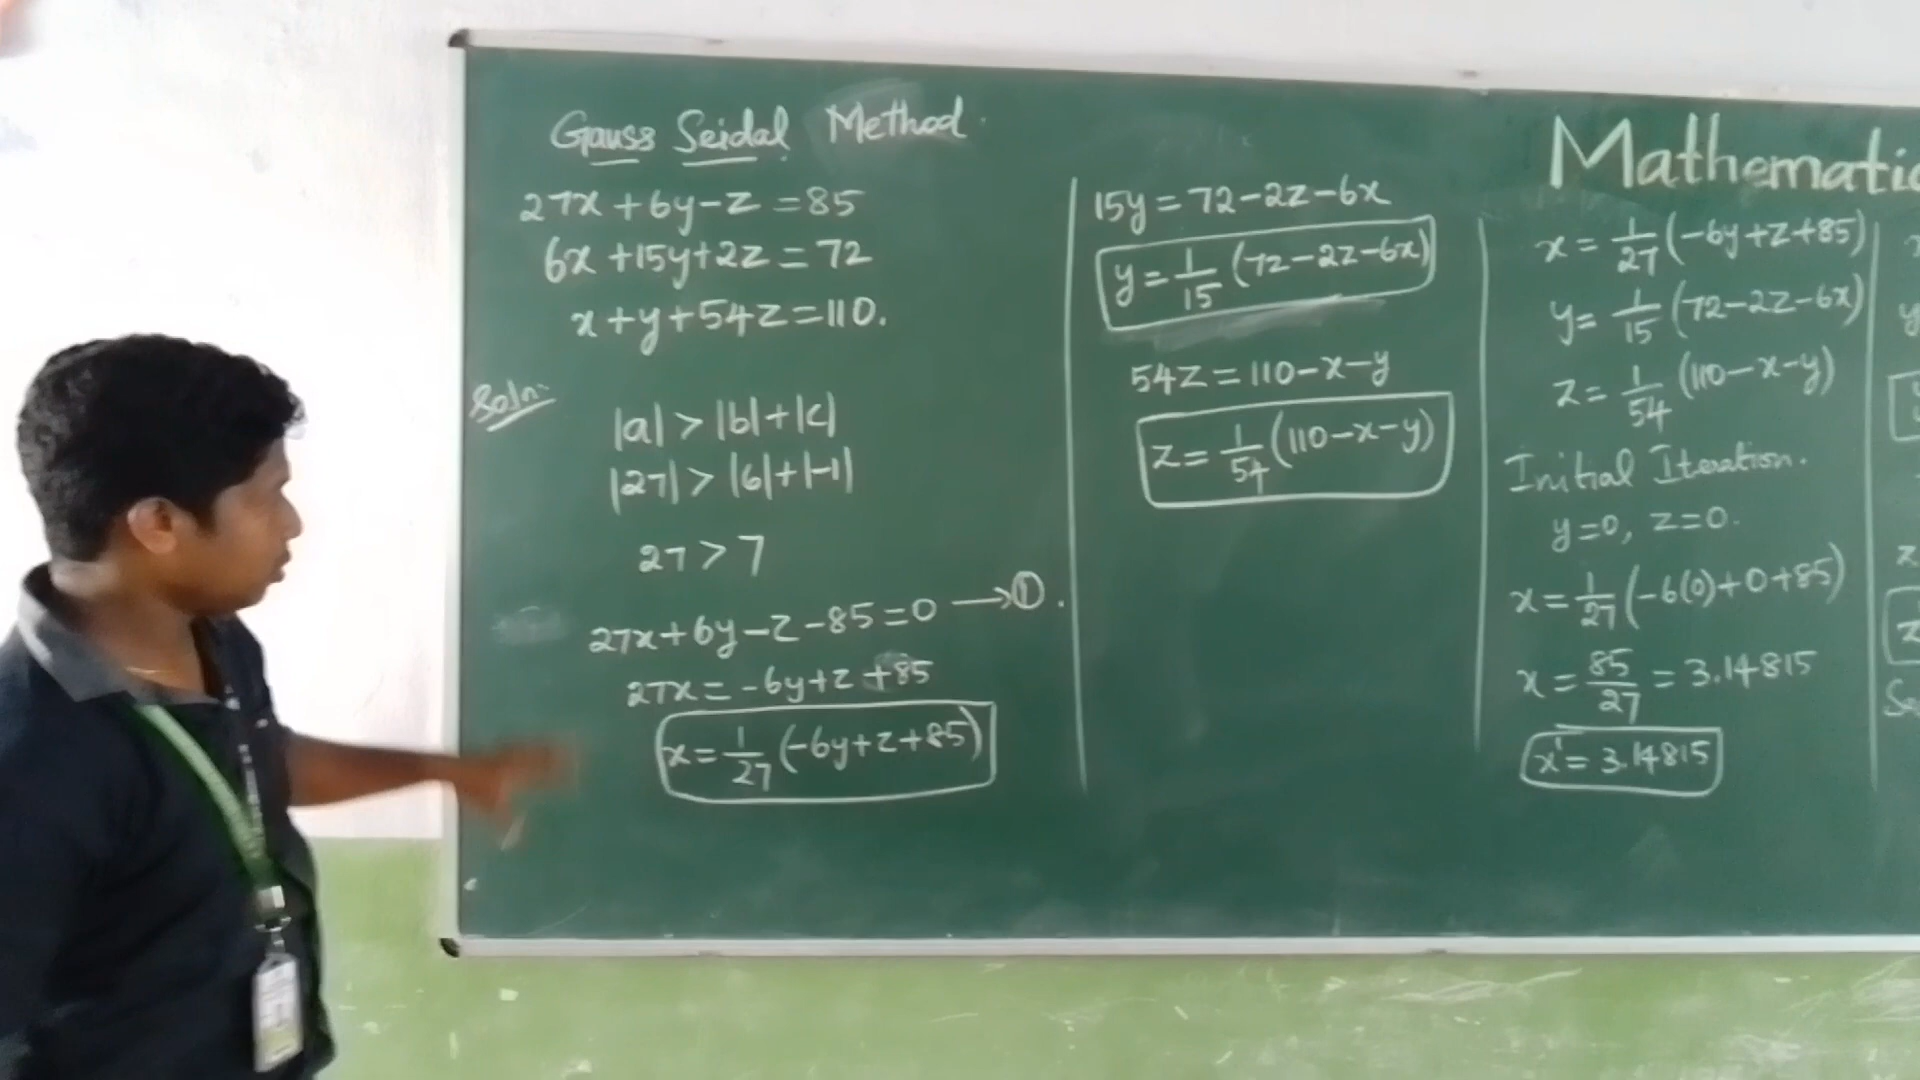 Gauss Seidal Method.
27x+6y-z=85
6x+15y+2z=72
x+y+54z=110.
Soln:-
|a|>|b|+|c|
|27|>|6|+|-1|
27>7
27x+6y-z-85=0 →①.
27x=-6y+z+85
x=1/27(-6y+z+85)
15y=72-2z-6x
y=1/15(72-2z-6x)
54z=110-x-y
z=1/54(110-x-y)
Mathematic
x=1/27(-6y+z+85)
y=1/15(72-2z-6x)
z=1/54(110-x-y)
Initial Iteration.
y=0, z=0.
x=1/27(-6(0)+0+85)
x=85/27=3.14815
x'=3.14815